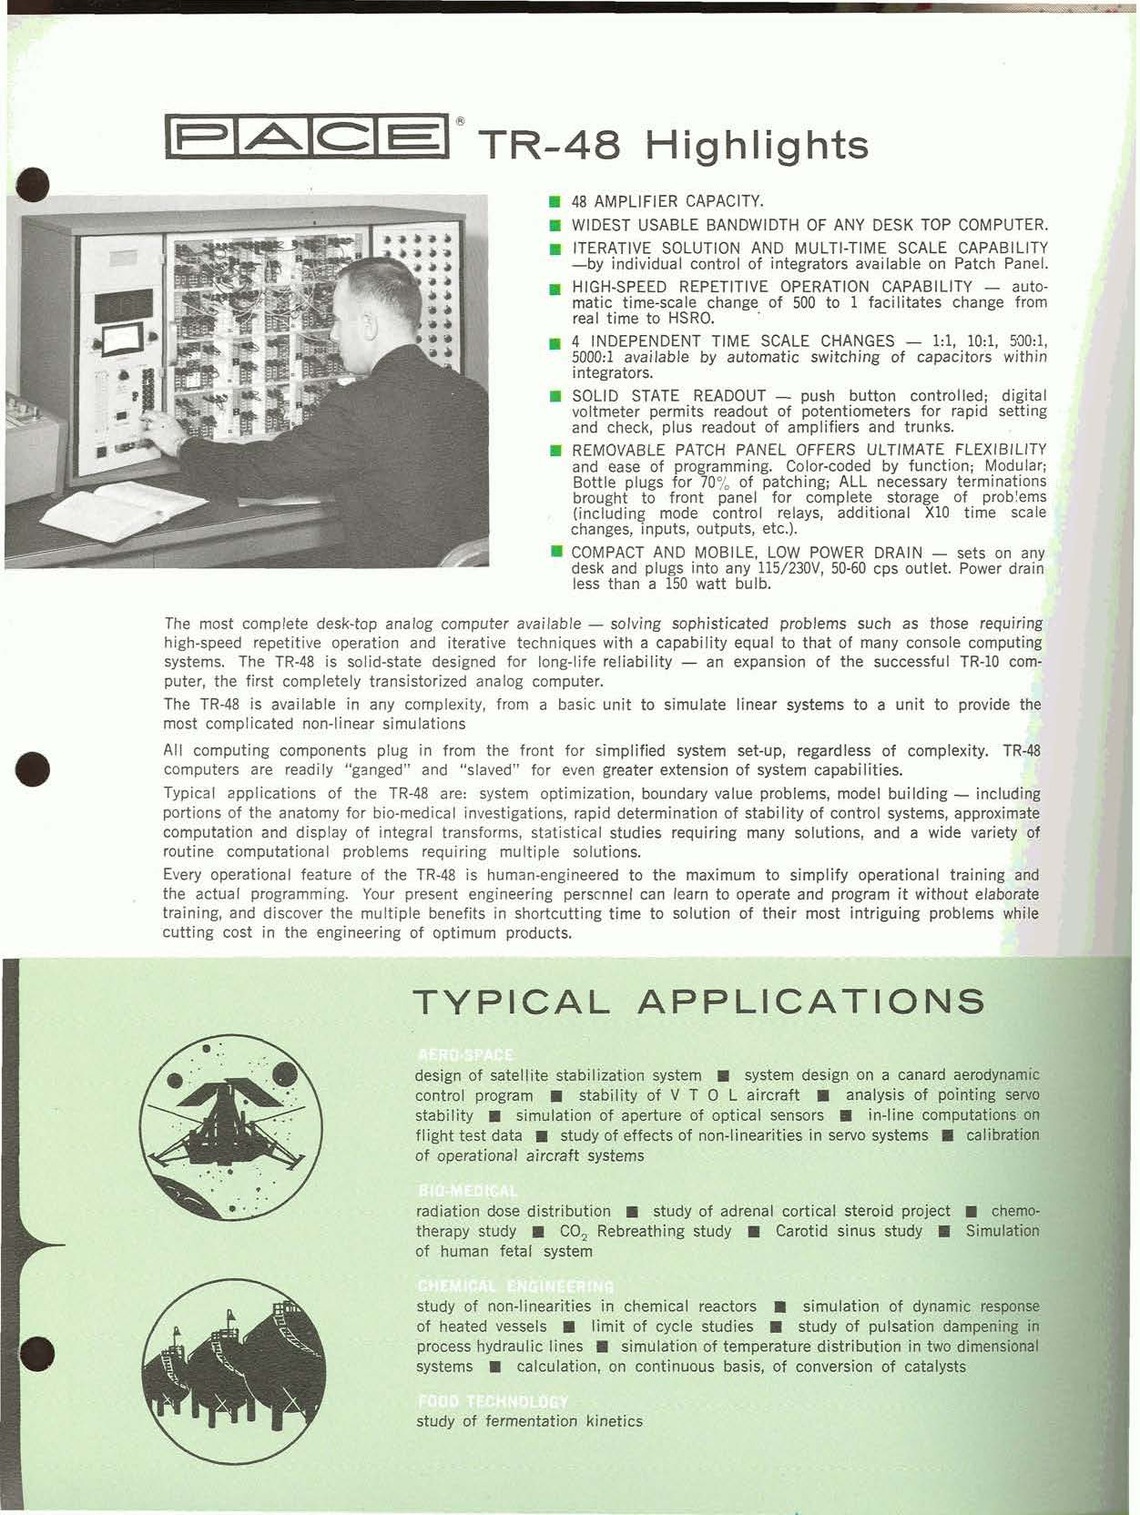 PACE® TR-48 Highlights
■ 48 AMPLIFIER CAPACITY.
■ WIDEST USABLE BANDWIDTH OF ANY DESK TOP COMPUTER.
■ ITERATIVE SOLUTION AND MULTI-TIME SCALE CAPABILITY
—by individual control of integrators available on Patch Panel.
■ HIGH-SPEED REPETITIVE OPERATION CAPABILITY — auto-
matic time-scale change of 500 to 1 facilitates change from
real time to HSRO.
■ 4 INDEPENDENT TIME SCALE CHANGES — 1:1, 10:1, 500:1,
5000:1 available by automatic switching of capacitors within
integrators.
■ SOLID STATE READOUT — push button controlled; digital
voltmeter permits readout of potentiometers for rapid setting
and check, plus readout of amplifiers and trunks.
■ REMOVABLE PATCH PANEL OFFERS ULTIMATE FLEXIBILITY
and ease of programming. Color-coded by function; Modular;
Bottle plugs for 70% of patching; ALL necessary terminations
brought to front panel for complete storage of problems
(including mode control relays, additional X10 time scale
changes, inputs, outputs, etc.).
■ COMPACT AND MOBILE, LOW POWER DRAIN — sets on any
desk and plugs into any 115/230V, 50-60 cps outlet. Power drain
less than a 150 watt bulb.
The most complete desk-top analog computer available — solving sophisticated problems such as those requiring
high-speed repetitive operation and iterative techniques with a capability equal to that of many console computing
systems. The TR-48 is solid-state designed for long-life reliability — an expansion of the successful TR-10 com-
puter, the first completely transistorized analog computer.
The TR-48 is available in any complexity, from a basic unit to simulate linear systems to a unit to provide the
most complicated non-linear simulations
All computing components plug in from the front for simplified system set-up, regardless of complexity. TR-48
computers are readily "ganged" and "slaved" for even greater extension of system capabilities.
Typical applications of the TR-48 are: system optimization, boundary value problems, model building — including
portions of the anatomy for bio-medical investigations, rapid determination of stability of control systems, approximate
computation and display of integral transforms, statistical studies requiring many solutions, and a wide variety of
routine computational problems requiring multiple solutions.
Every operational feature of the TR-48 is human-engineered to the maximum to simplify operational training and
the actual programming. Your present engineering personnel can learn to operate and program it without elaborate
training, and discover the multiple benefits in shortcutting time to solution of their most intriguing problems while
cutting cost in the engineering of optimum products.
TYPICAL APPLICATIONS
AERO-SPACE
design of satellite stabilization system ■ system design on a canard aerodynamic
control program ■ stability of V T O L aircraft ■ analysis of pointing servo
stability ■ simulation of aperture of optical sensors ■ in-line computations on
flight test data ■ study of effects of non-linearities in servo systems ■ calibration
of operational aircraft systems
BIO-MEDICAL
radiation dose distribution ■ study of adrenal cortical steroid project ■ chemo-
therapy study ■ CO₂ Rebreathing study ■ Carotid sinus study ■ Simulation
of human fetal system
CHEMICAL ENGINEERING
study of non-linearities in chemical reactors ■ simulation of dynamic response
of heated vessels ■ limit of cycle studies ■ study of pulsation dampening in
process hydraulic lines ■ simulation of temperature distribution in two dimensional
systems ■ calculation, on continuous basis, of conversion of catalysts
FOOD TECHNOLOGY
study of fermentation kinetics